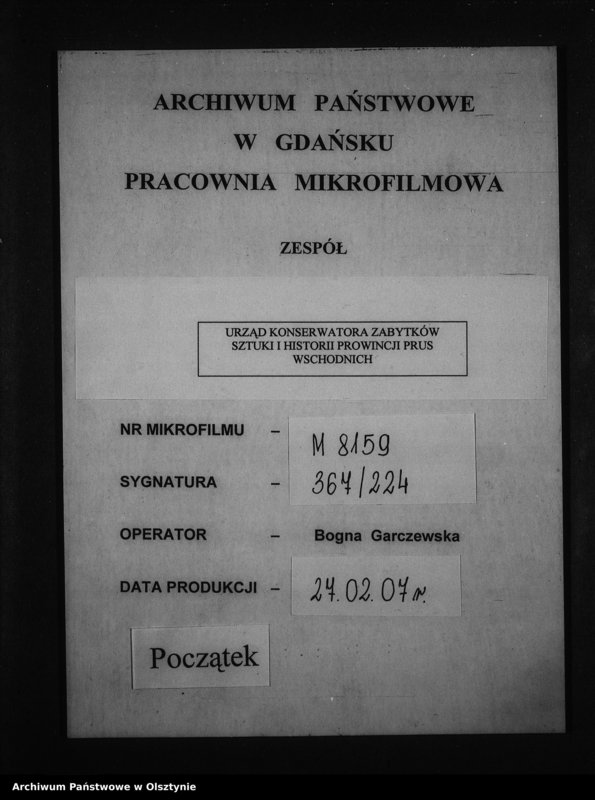 ARCHIWUM PAŃSTWOWE
W GDAŃSKU
PRACOWNIA MIKROFILMOWA
ZESPÓŁ
URZĄD KONSERWATORA ZABYTKÓW
SZTUKI I HISTORII PROWINCJI PRUS
WSCHODNICH
NR MIKROFILMU – M 8159
SYGNATURA – 367/224
OPERATOR – Bogna Garczewska
DATA PRODUKCJI – 27.02.07 r.
Początek
Archiwum Państwowe w Olsztynie